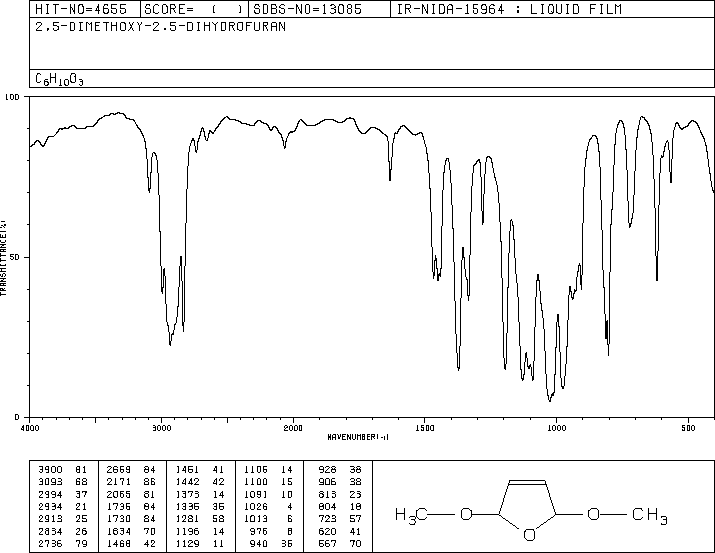 HIT-NO=4655 SCORE= ( ) SDBS-NO=13085 IR-NIDA-15964 : LIQUID FILM
2,5-DIMETHOXY-2,5-DIHYDROFURAN
C6H10O3
100
50
0
TRANSMITTANCE(%)
4000 3000 2000 1500 1000 500
WAVENUMBER(-1)
3900 81 2669 84 1451 41 1106 14 928 36
3093 68 2171 86 1442 42 1100 15 906 38
2994 37 2065 81 1373 14 1091 10 813 23
2934 21 1736 84 1336 35 1026 4 804 18
2913 25 1730 84 1281 58 1013 6 723 57
2834 26 1634 70 1196 14 976 8 620 41
2736 79 1468 42 1129 11 940 35 567 70
H3C O O O CH3